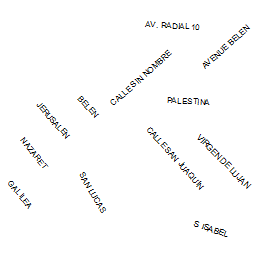 AV. RADIAL 10
AVENUE BELEN
CALLE SIN NOMBRE
BELEN
PALESTINA
JERUSALEN
CALLE SAN JUAQUIN
VIRGEN DE LUJAN
NAZARET
SAN LUCAS
GALILEA
S. ISABEL